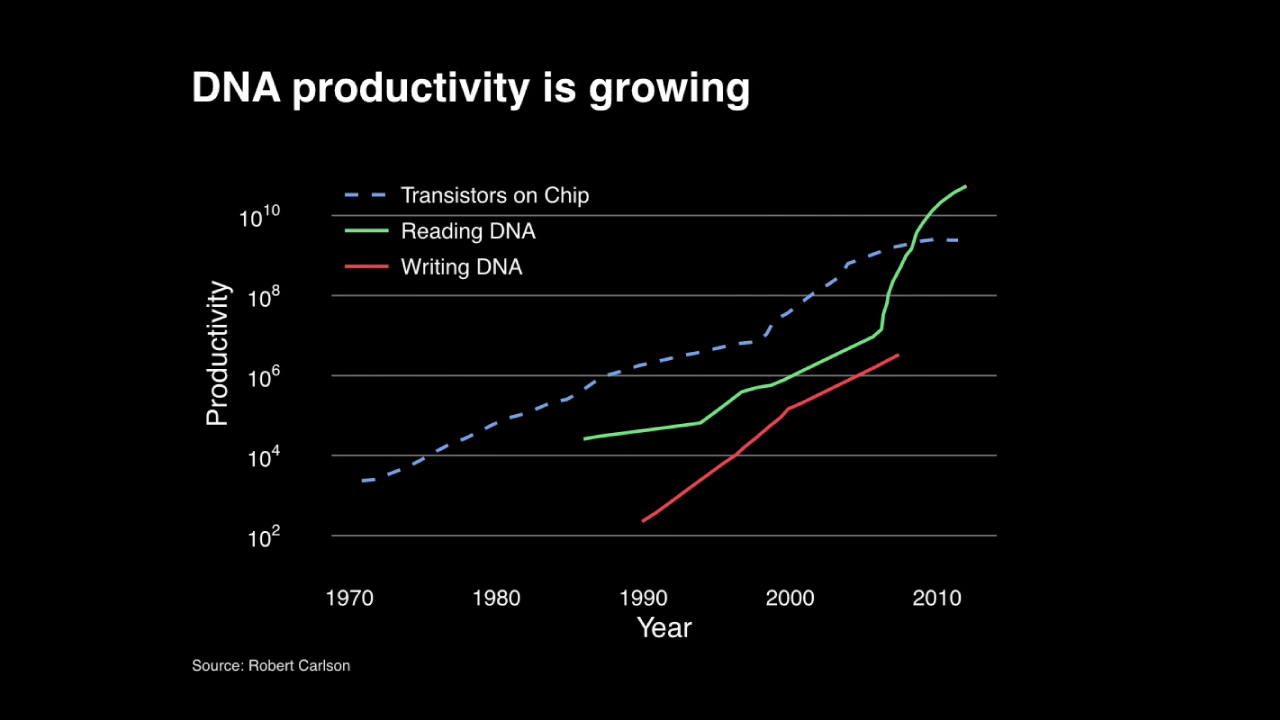 DNA productivity is growing
Transistors on Chip
Reading DNA
Writing DNA
Productivity
10^10
10^8
10^6
10^4
10^2
1970 1980 1990 2000 2010
Year
Source: Robert Carlson